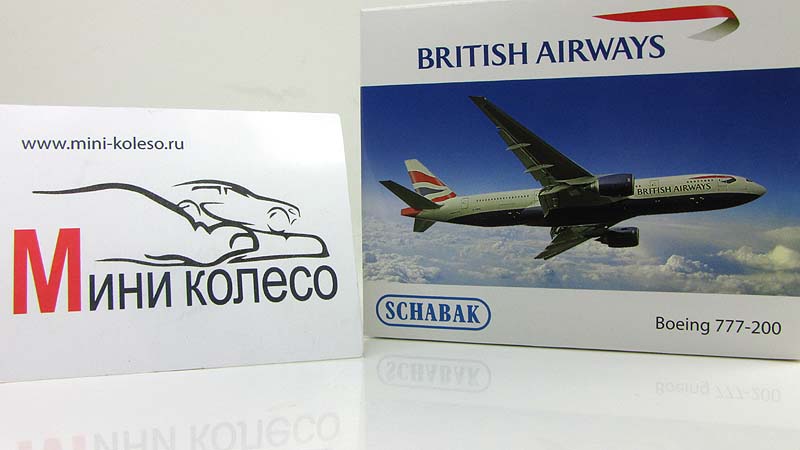 www.mini-koleso.ru
Мини колесо
BRITISH AIRWAYS
BRITISH AIRWAYS
SCHABAK
Boeing 777-200